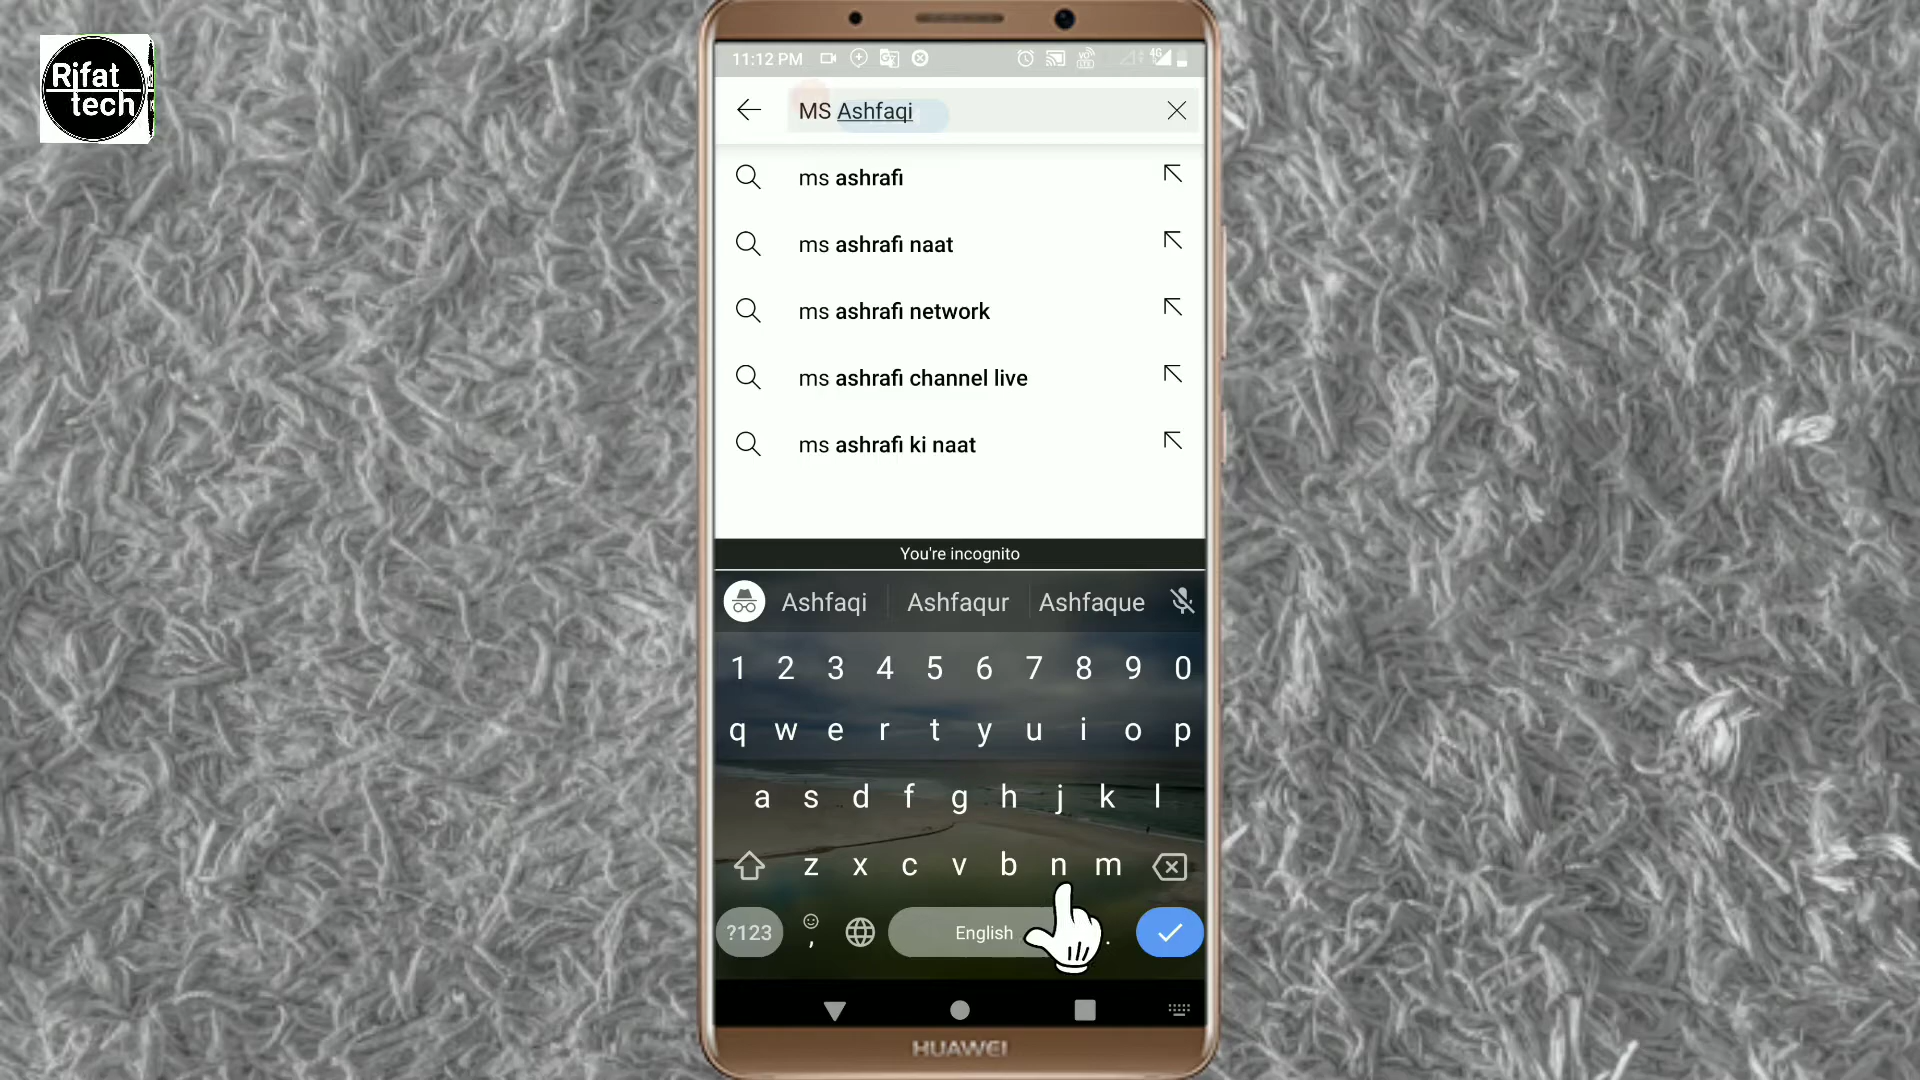 Rifat
tech
11:12 PM
4G
MS Ashfaqi
ms ashrafi
ms ashrafi naat
ms ashrafi network
ms ashrafi channel live
ms ashrafi ki naat
You're incognito
Ashfaqi Ashfaqur Ashfaque
1 2 3 4 5 6 7 8 9 0
q w e r t y u i o p
a s d f g h j k l
z x c v b n m
?123 , English .
HUAWEI